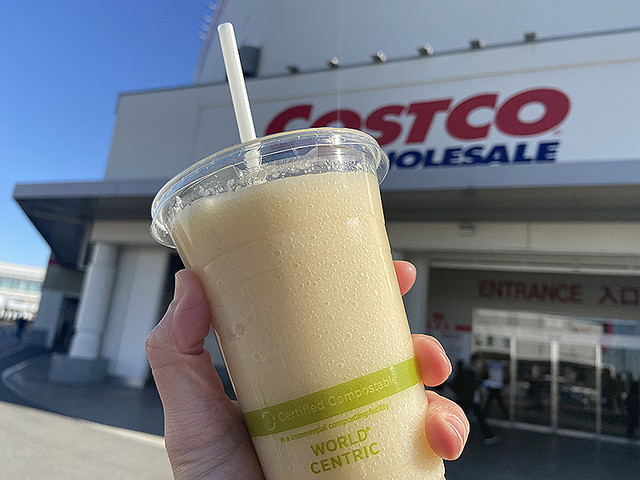 COSTCO
WHOLESALE
ENTRANCE 入口
Certified Compostable
in a commercial composting facility
WORLD
CENTRIC